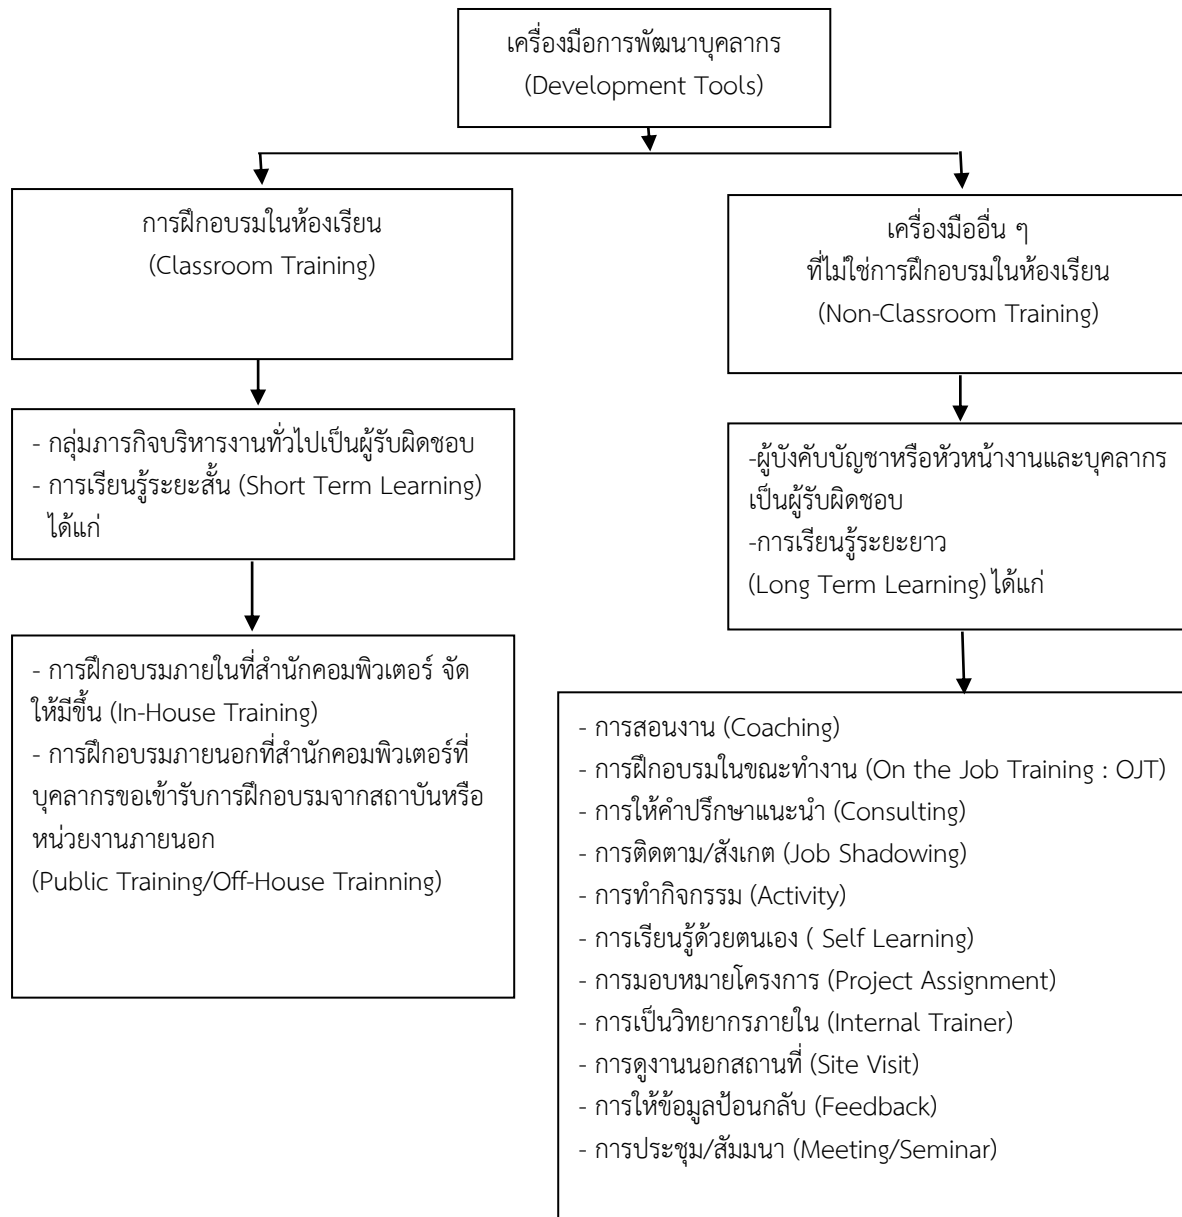 เครื่องมือการพัฒนาบุคลากร
(Development Tools)
การฝึกอบรมในห้องเรียน
(Classroom Training)
เครื่องมืออื่น ๆ
ที่ไม่ใช่การฝึกอบรมในห้องเรียน
(Non-Classroom Training)
- กลุ่มภารกิจบริหารงานทั่วไปเป็นผู้รับผิดชอบ
- การเรียนรู้ระยะสั้น (Short Term Learning)
ได้แก่
-ผู้บังคับบัญชาหรือหัวหน้างานและบุคลากร
เป็นผู้รับผิดชอบ
-การเรียนรู้ระยะยาว
(Long Term Learning) ได้แก่
- การฝึกอบรมภายในที่สำนักคอมพิวเตอร์ จัด
ให้มีขึ้น (In-House Training)
- การฝึกอบรมภายนอกที่สำนักคอมพิวเตอร์ที่
บุคลากรขอเข้ารับการฝึกอบรมจากสถาบันหรือ
หน่วยงานภายนอก
(Public Training/Off-House Trainning)
- การสอนงาน (Coaching)
- การฝึกอบรมในขณะทำงาน (On the Job Training : OJT)
- การให้คำปรึกษาแนะนำ (Consulting)
- การติดตาม/สังเกต (Job Shadowing)
- การทำกิจกรรม (Activity)
- การเรียนรู้ด้วยตนเอง ( Self Learning)
- การมอบหมายโครงการ (Project Assignment)
- การเป็นวิทยากรภายใน (Internal Trainer)
- การดูงานนอกสถานที่ (Site Visit)
- การให้ข้อมูลป้อนกลับ (Feedback)
- การประชุม/สัมมนา (Meeting/Seminar)